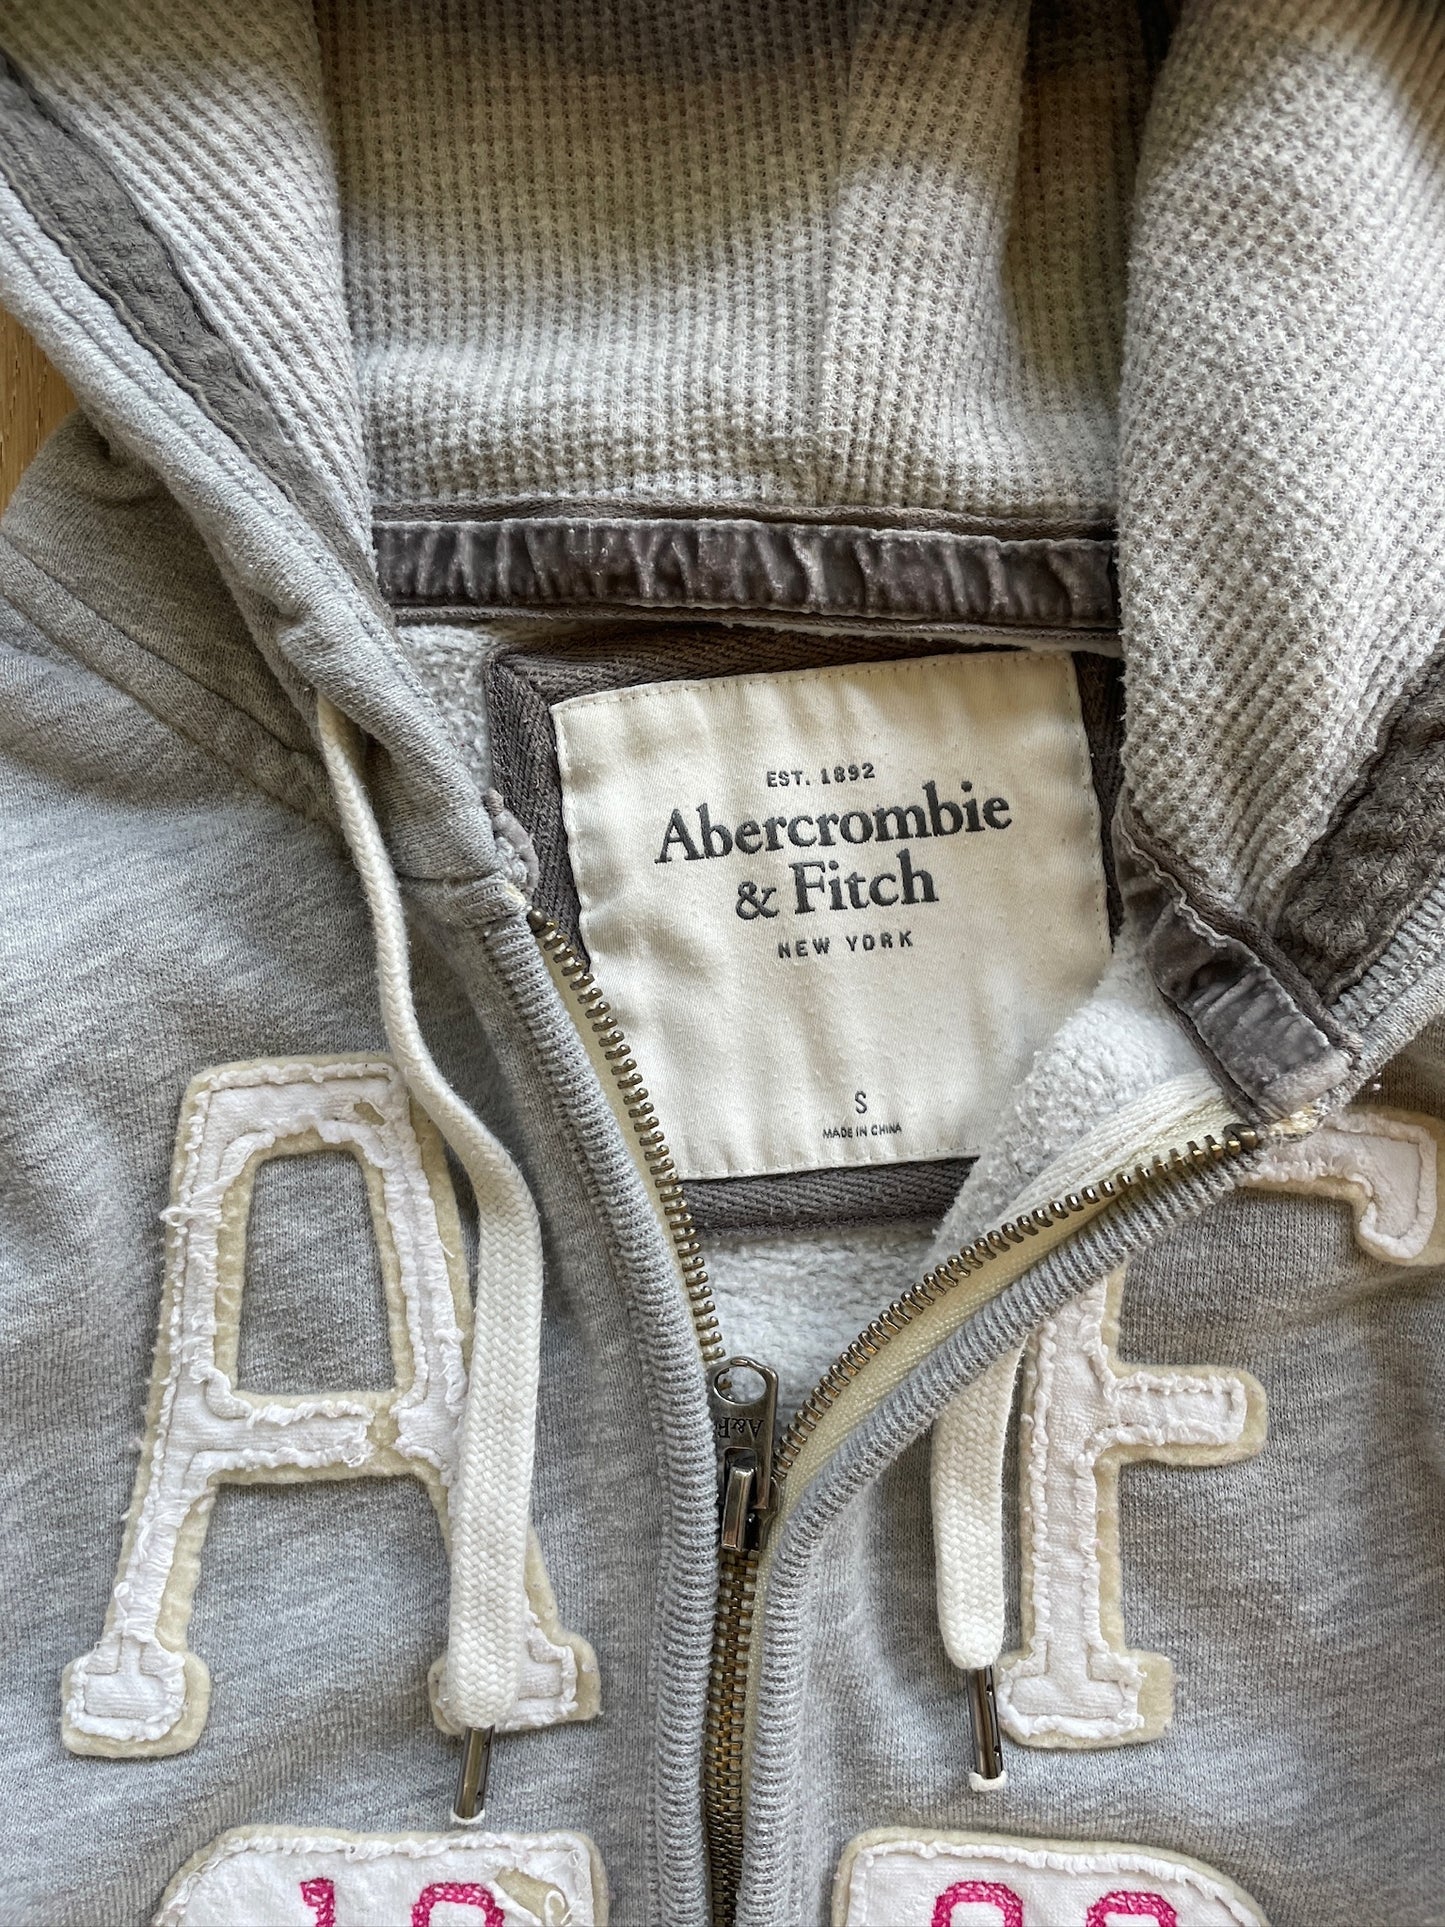 EST. 1892
Abercrombie
& Fitch
NEW YORK
S
MADE IN CHINA
A&F
A F